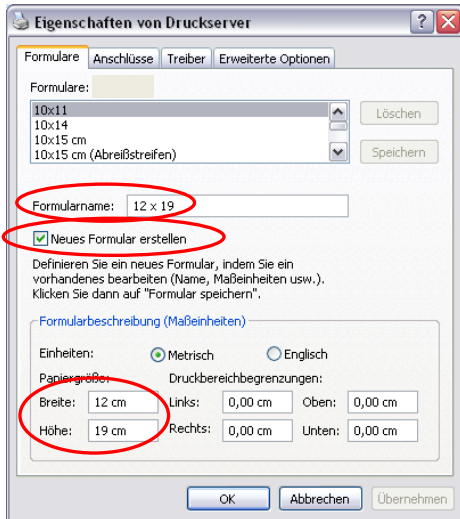 Eigenschaften von Druckserver
Formulare Anschlüsse Treiber Erweiterte Optionen
Formulare:
10x11
10x14
10x15 cm
10x15 cm (Abreißstreifen)
Löschen
Speichern
Formularname: 12 x 19
Neues Formular erstellen
Definieren Sie ein neues Formular, indem Sie ein
vorhandenes bearbeiten (Name, Maßeinheiten usw.).
Klicken Sie dann auf "Formular speichern".
Formularbeschreibung (Maßeinheiten)
Einheiten: Metrisch Englisch
Papiergröße: Druckbereichbegrenzungen:
Breite: 12 cm Links: 0,00 cm Oben: 0,00 cm
Höhe: 19 cm Rechts: 0,00 cm Unten: 0,00 cm
OK Abbrechen Übernehmen